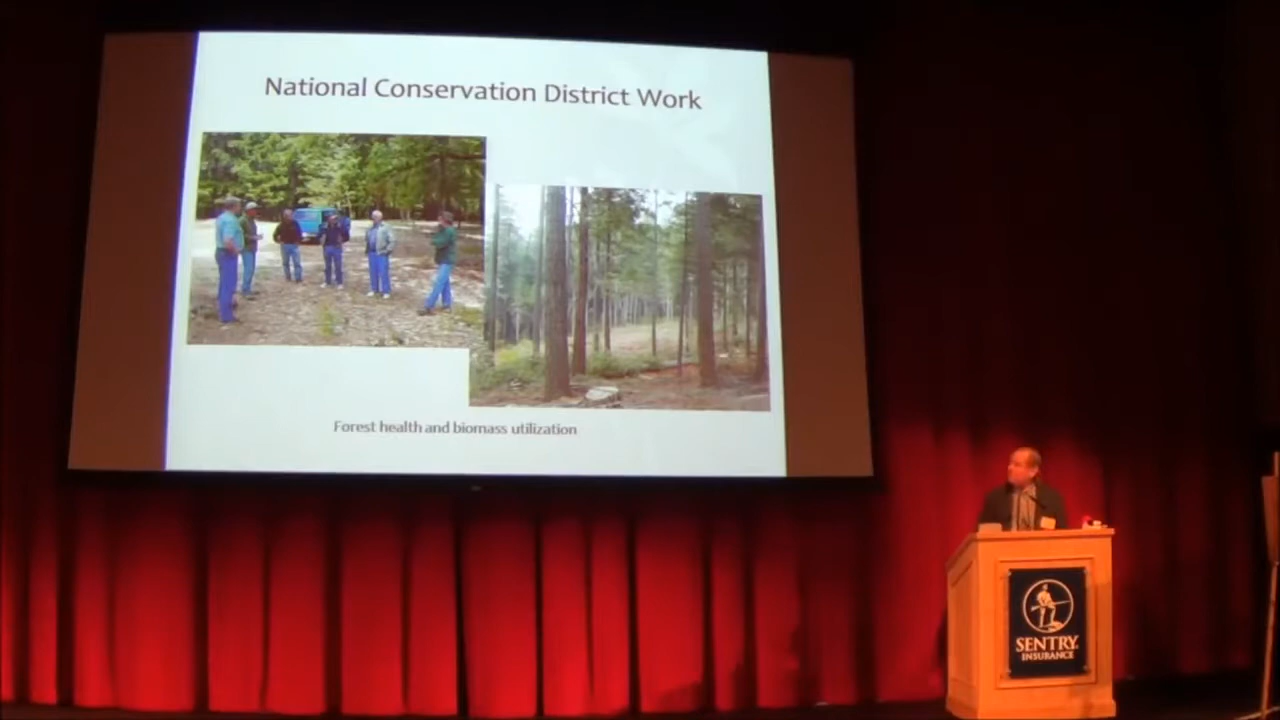 National Conservation District Work
Forest health and biomass utilization
SENTRY
INSURANCE